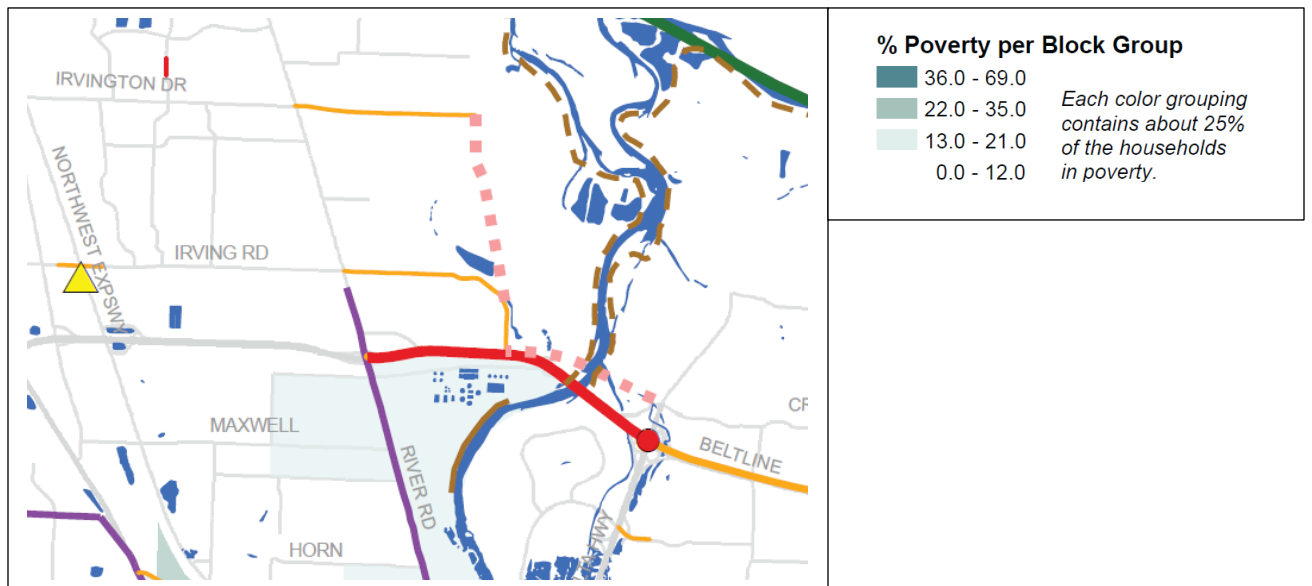 IRVINGTON DR
NORTHWEST EXPSWY
IRVING RD
MAXWELL
RIVER RD
BELTLINE
HORN
HWY
% Poverty per Block Group
36.0 - 69.0
22.0 - 35.0
13.0 - 21.0
0.0 - 12.0
Each color grouping
contains about 25%
of the households
in poverty.